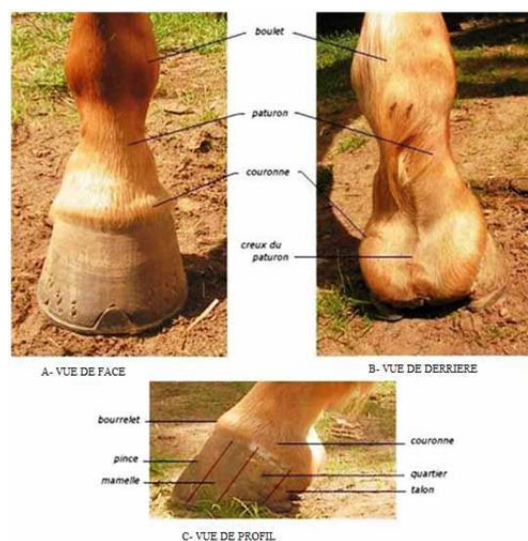 boulet
paturon
couronne
creux du
paturon
A- VUE DE FACE
B- VUE DE DERRIERE
bourrelet
pince
mamelle
couronne
quartier
talon
C- VUE DE PROFIL